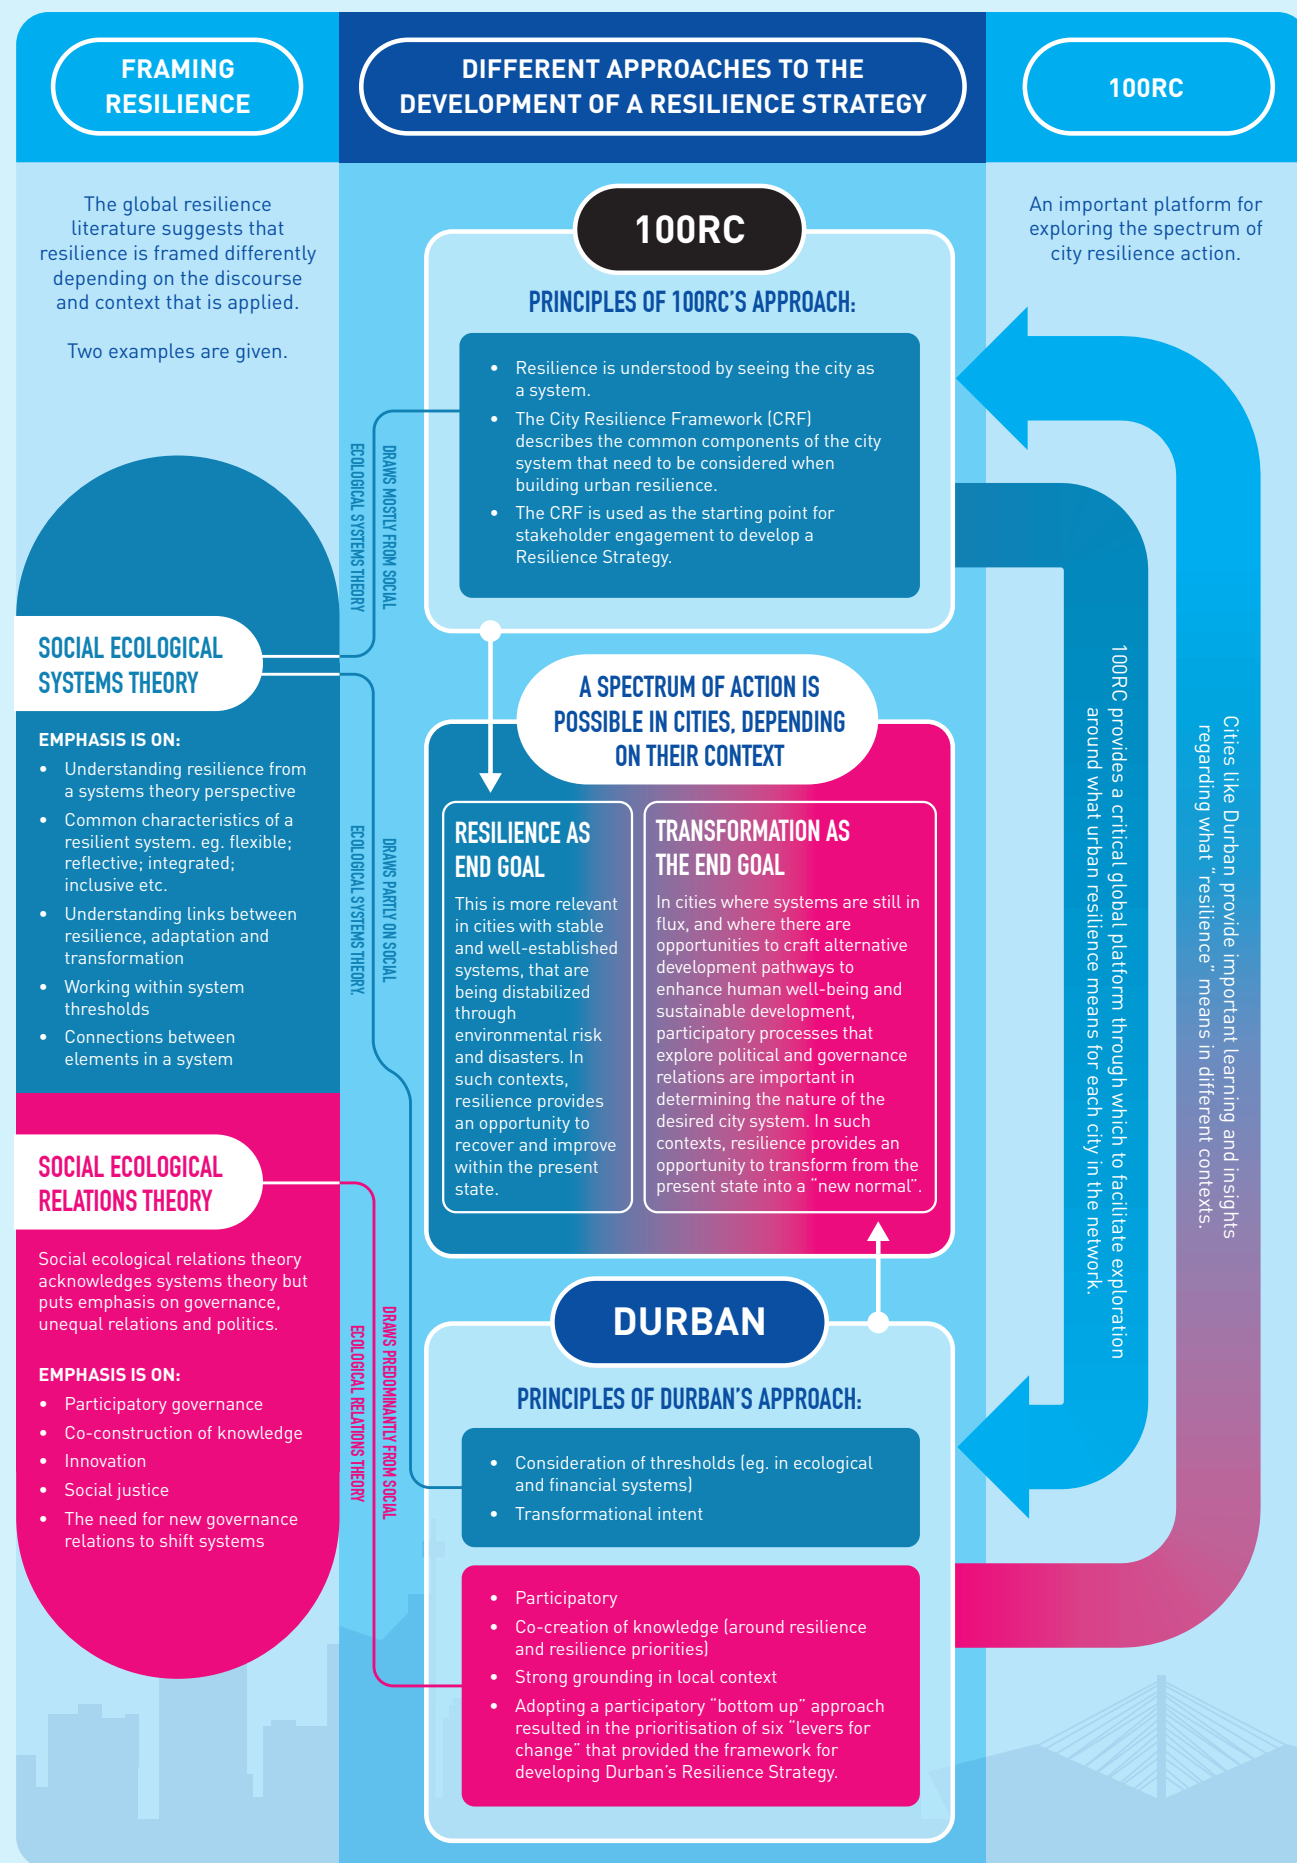 FRAMING
RESILIENCE
DIFFERENT APPROACHES TO THE
DEVELOPMENT OF A RESILIENCE STRATEGY
100RC
The global resilience
literature suggests that
resilience is framed differently
depending on the discourse
and context that is applied.
Two examples are given.
SOCIAL ECOLOGICAL
SYSTEMS THEORY
EMPHASIS IS ON:
• Understanding resilience from
a systems theory perspective
• Common characteristics of a
resilient system. eg. flexible;
reflective; integrated;
inclusive etc.
• Understanding links between
resilience, adaptation and
transformation
• Working within system
thresholds
• Connections between
elements in a system
SOCIAL ECOLOGICAL
RELATIONS THEORY
Social ecological relations theory
acknowledges systems theory but
puts emphasis on governance,
unequal relations and politics.
EMPHASIS IS ON:
• Participatory governance
• Co-construction of knowledge
• Innovation
• Social justice
• The need for new governance
relations to shift systems
DRAWS MOSTLY FROM SOCIAL
ECOLOGICAL SYSTEMS THEORY
DRAWS PARTLY ON SOCIAL
ECOLOGICAL SYSTEMS THEORY.
DRAWS PREDOMINANTLY FROM SOCIAL
ECOLOGICAL RELATIONS THEORY
100RC
PRINCIPLES OF 100RC'S APPROACH:
• Resilience is understood by seeing the city as
a system.
• The City Resilience Framework (CRF)
describes the common components of the city
system that need to be considered when
building urban resilience.
• The CRF is used as the starting point for
stakeholder engagement to develop a
Resilience Strategy.
A SPECTRUM OF ACTION IS
POSSIBLE IN CITIES, DEPENDING
ON THEIR CONTEXT
RESILIENCE AS
END GOAL
This is more relevant
in cities with stable
and well-established
systems, that are
being distabilized
through
environmental risk
and disasters. In
such contexts,
resilience provides
an opportunity to
recover and improve
within the present
state.
TRANSFORMATION AS
THE END GOAL
In cities where systems are still in
flux, and where there are
opportunities to craft alternative
development pathways to
enhance human well-being and
sustainable development,
participatory processes that
explore political and governance
relations are important in
determining the nature of the
desired city system. In such
contexts, resilience provides an
opportunity to transform from the
present state into a "new normal".
DURBAN
PRINCIPLES OF DURBAN'S APPROACH:
• Consideration of thresholds (eg. in ecological
and financial systems)
• Transformational intent
• Participatory
• Co-creation of knowledge (around resilience
and resilience priorities)
• Strong grounding in local context
• Adopting a participatory "bottom up" approach
resulted in the prioritisation of six "levers for
change" that provided the framework for
developing Durban's Resilience Strategy.
An important platform for
exploring the spectrum of
city resilience action.
100RC provides a critical global platform through which to facilitate exploration
around what urban resilience means for each city in the network.
Cities like Durban provide important learning and insights
regarding what "resilience" means in different contexts.